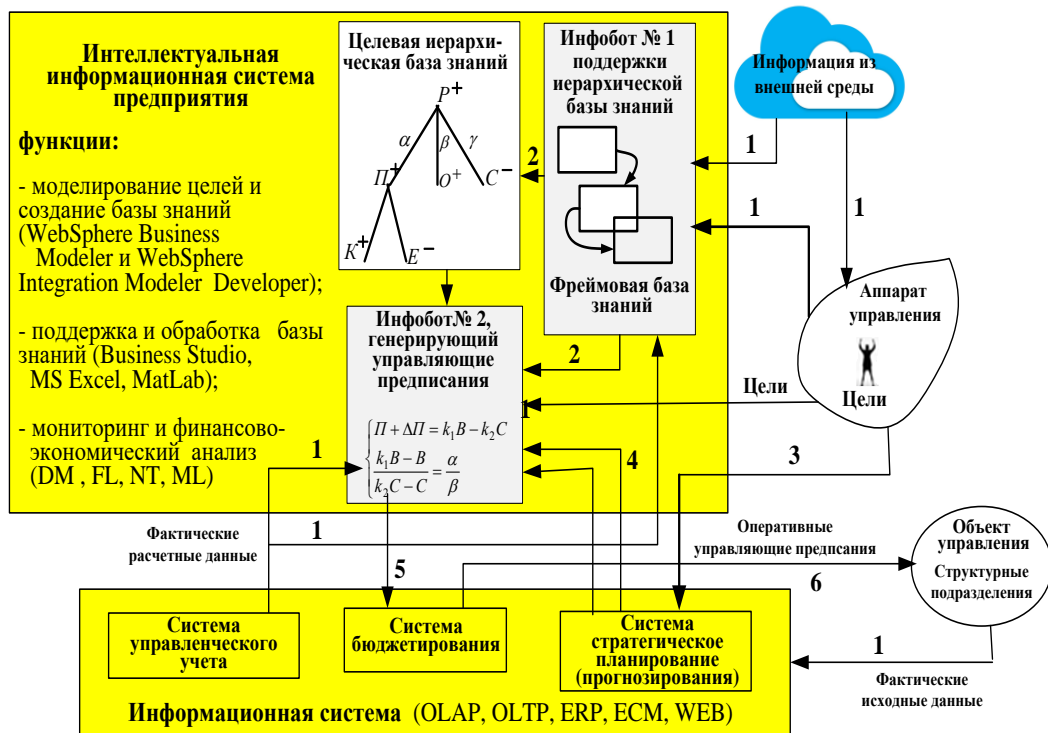 Интеллектуальная
информационная система
предприятия
функции:
- моделирование целей и
создание базы знаний
(WebSphere Business
Modeler и WebSphere
Integration Modeler Developer);
- поддержка и обработка базы
знаний (Business Studio,
MS Excel, MatLab);
- мониторинг и финансово-
экономический анализ
(DM , FL, NT, ML)
Целевая иерархи-
ческая база знаний
P+
α β γ
П+ O+ C−
K+ E−
Инфобот № 1
поддержки
иерархической
базы знаний
Фреймовая база
знаний
2
Информация из
внешней среды
1
1
1
Аппарат
управления
Цели
Инфобот№ 2,
генерирующий
управляющие
предписания
П + ΔП = k₁B − k₂C
k₁B − B
k₂C − C
= α
β
2
Цели
1
1
1
3
4
5
Фактические
расчетные данные
Оперативные
управляющие предпсания
6
Объект
управления
Структурные
подразделения
1
Фактические
исходные данные
Система
управленческого
учета
Система
бюджетирования
Система
стратегическое
планирование
(прогнозирования)
Информационная система (OLAP, OLTP, ERP, ECM, WEB)